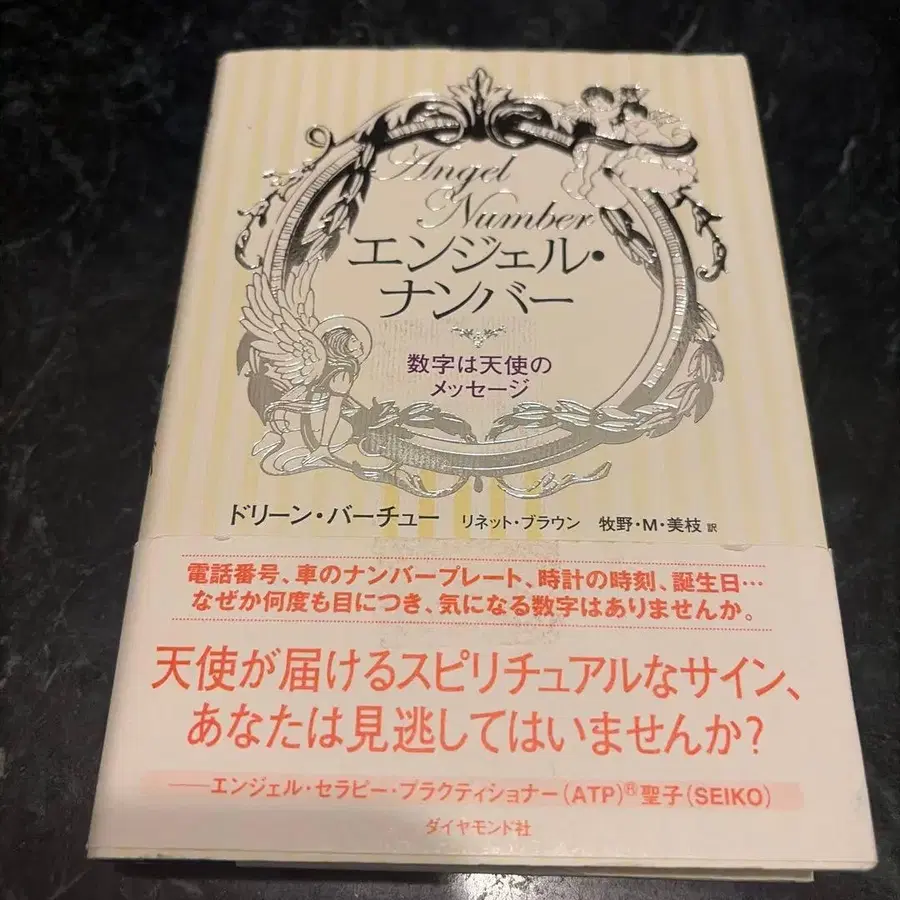 Angel
Number
エンジェル・
ナンバー
数字は天使の
メッセージ
ドリーン・バーチュー リネット・ブラウン 牧野・M・美枝 訳
電話番号、車のナンバープレート、時計の時刻、誕生日…
なぜか何度も目につき、気になる数字はありませんか。
天使が届けるスピリチュアルなサイン、
あなたは見逃してはいませんか?
――エンジェル・セラピー・プラクティショナー(ATP)®聖子(SEIKO)
ダイヤモンド社